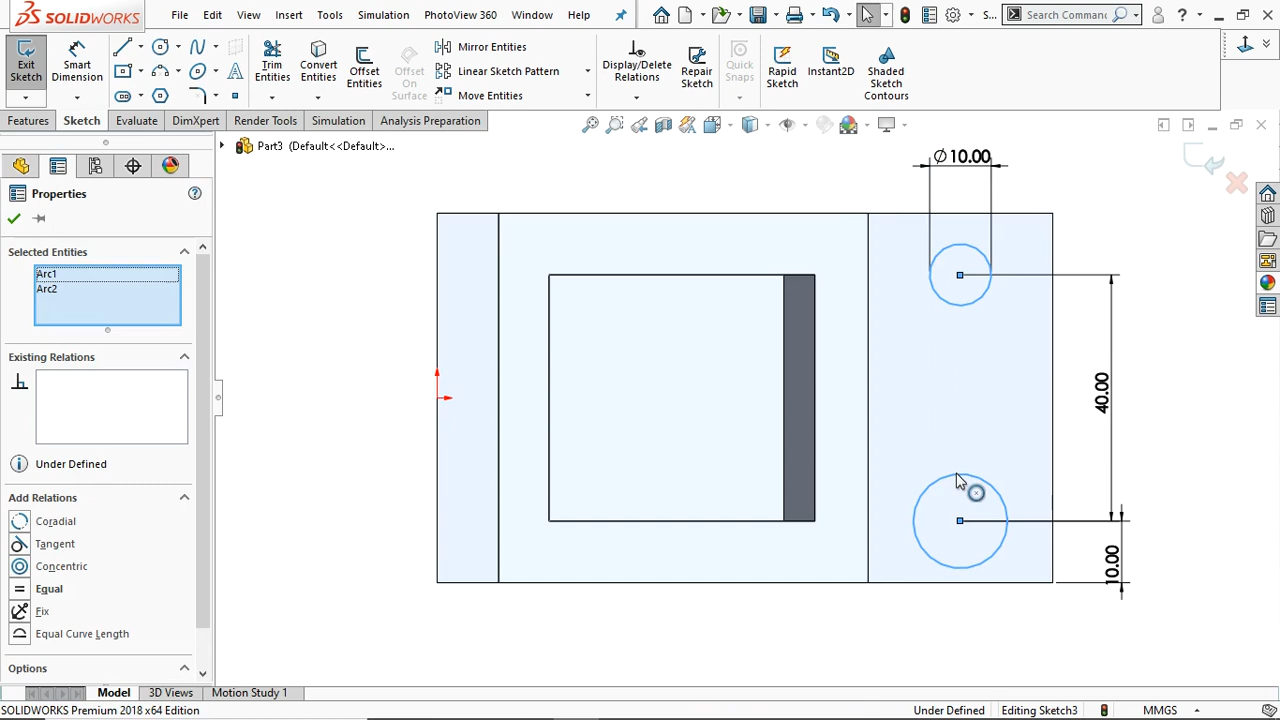 SOLIDWORKS File Edit View Insert Tools Simulation PhotoView 360 Window Help S... Search Comman ?
Exit Sketch
Smart Dimension
Trim Entities
Convert Entities
Offset Entities
Offset On Surface
Mirror Entities
Linear Sketch Pattern
Move Entities
Display/Delete Relations
Repair Sketch
Quick Snaps
Rapid Sketch
Instant2D
Shaded Sketch Contours
Features Sketch Evaluate DimXpert Render Tools Simulation Analysis Preparation
Part3 (Default<<Default>...
Properties
Selected Entities
Arc1
Arc2
Existing Relations
Under Defined
Add Relations
Coradial
Tangent
Concentric
Equal
Fix
Equal Curve Length
Options
∅10.00
40.00
10.00
Model 3D Views Motion Study 1
SOLIDWORKS Premium 2018 x64 Edition Under Defined Editing Sketch3 MMGS